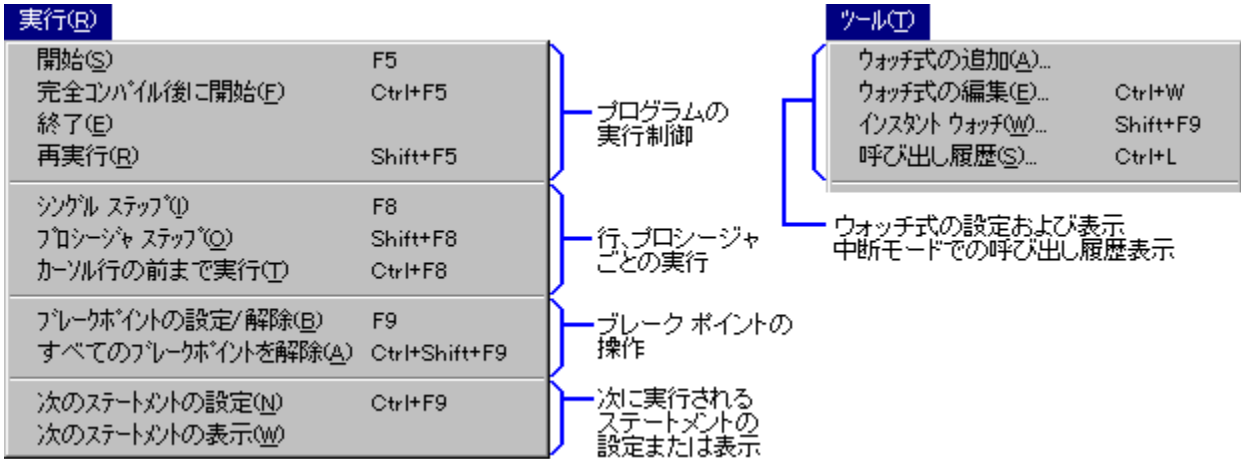 実行(R)
開始(S) F5
完全ｺﾝﾊﾟｲﾙ後に開始(F) Ctrl+F5
終了(E)
再実行(R) Shift+F5
プログラムの
実行制御
ｼﾝｸﾞﾙ ｽﾃｯﾌﾟ(I) F8
ﾌﾟﾛｼｰｼﾞｬ ｽﾃｯﾌﾟ(O) Shift+F8
ｶｰｿﾙ行の前まで実行(T) Ctrl+F8
行、プロシージャ
ごとの実行
ﾌﾞﾚｰｸﾎﾟｲﾝﾄの設定/解除(B) F9
すべてのﾌﾞﾚｰｸﾎﾟｲﾝﾄを解除(A) Ctrl+Shift+F9
ブレーク ポイントの
操作
次のｽﾃｰﾄﾒﾝﾄの設定(N) Ctrl+F9
次のｽﾃｰﾄﾒﾝﾄの表示(W)
次に実行される
ステートメントの
設定または表示
ﾂｰﾙ(T)
ｳｫｯﾁ式の追加(A)...
ｳｫｯﾁ式の編集(E)... Ctrl+W
ｲﾝｽﾀﾝﾄ ｳｫｯﾁ(W)... Shift+F9
呼び出し履歴(S)... Ctrl+L
ウォッチ式の設定および表示
中断モードでの呼び出し履歴表示